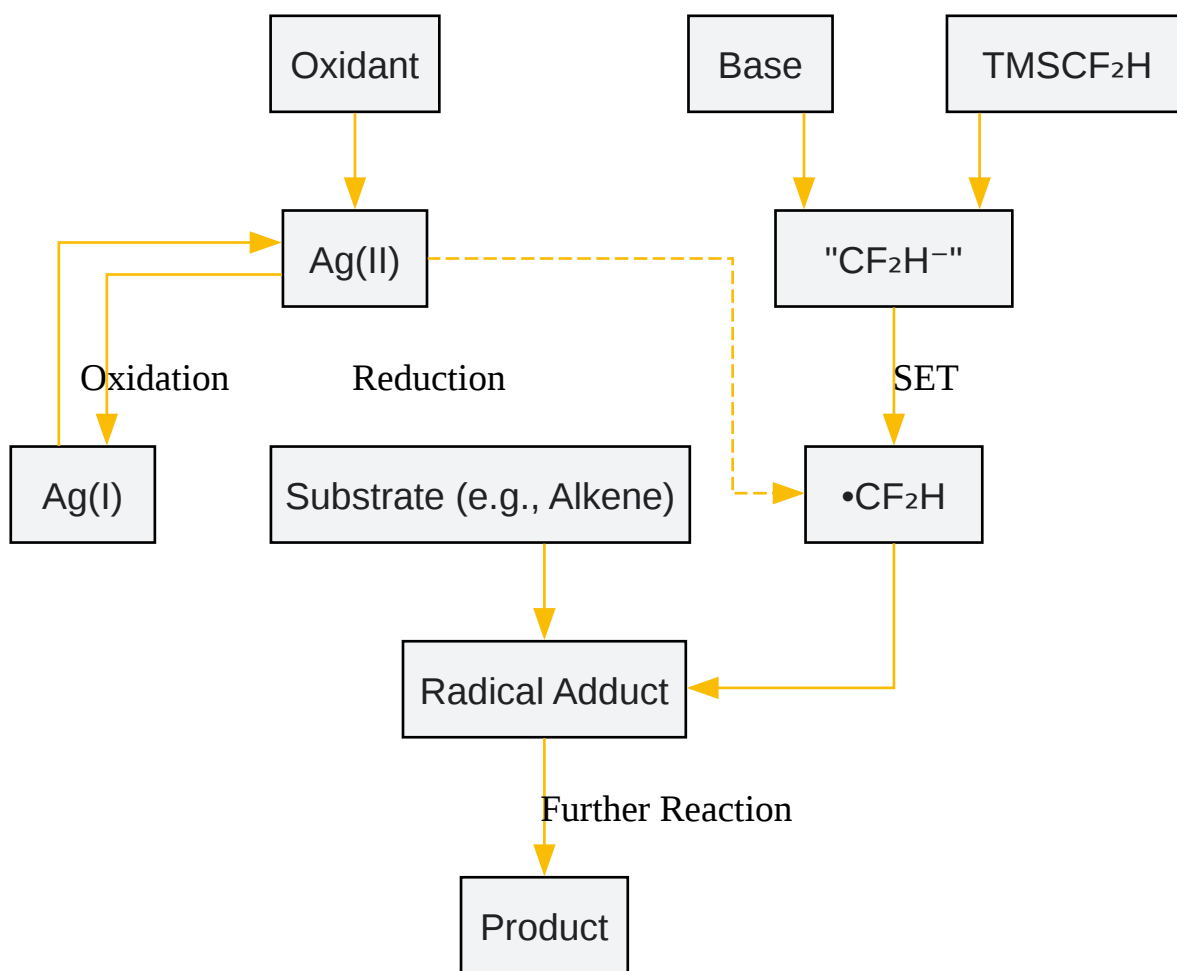 Oxidant
Base
TMSCF₂H
Ag(II)
"CF₂H⁻"
Oxidation
Reduction
SET
Ag(I)
Substrate (e.g., Alkene)
•CF₂H
Radical Adduct
Further Reaction
Product